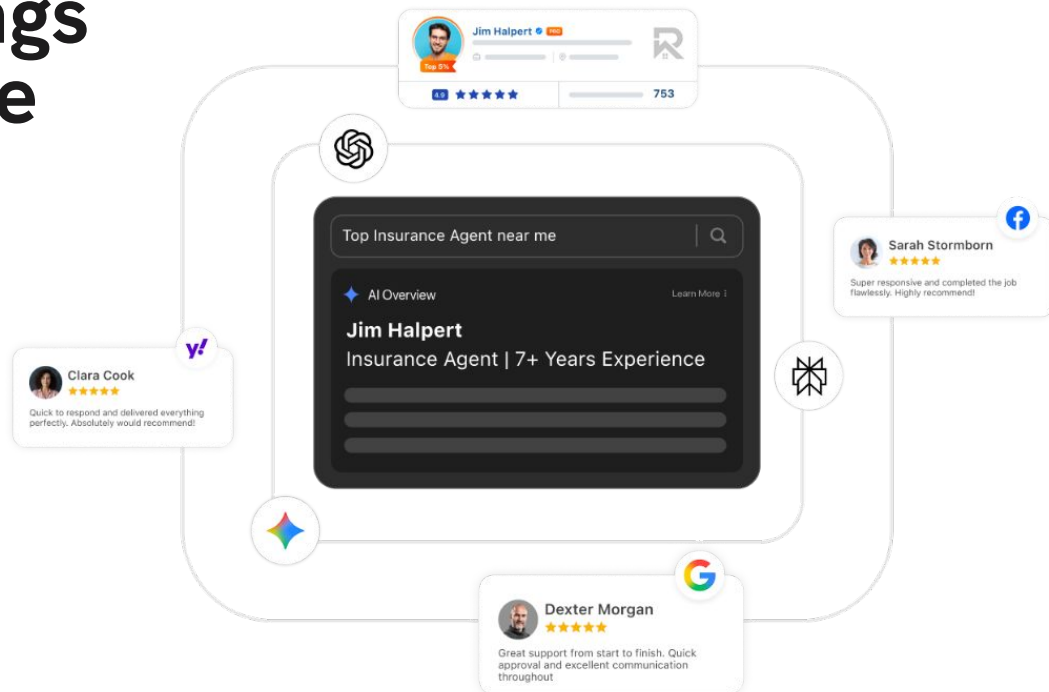 ngs
e
Jim Halpert PRO
Top 5%
4.9
753
Top Insurance Agent near me
AI Overview
Learn More
Jim Halpert
Insurance Agent | 7+ Years Experience
Sarah Stormborn
Super responsive and completed the job
flawlessly. Highly recommend!
y!
Clara Cook
Quick to respond and delivered everything
perfectly. Absolutely would recommend!
G
Dexter Morgan
Great support from start to finish. Quick
approval and excellent communication
throughout